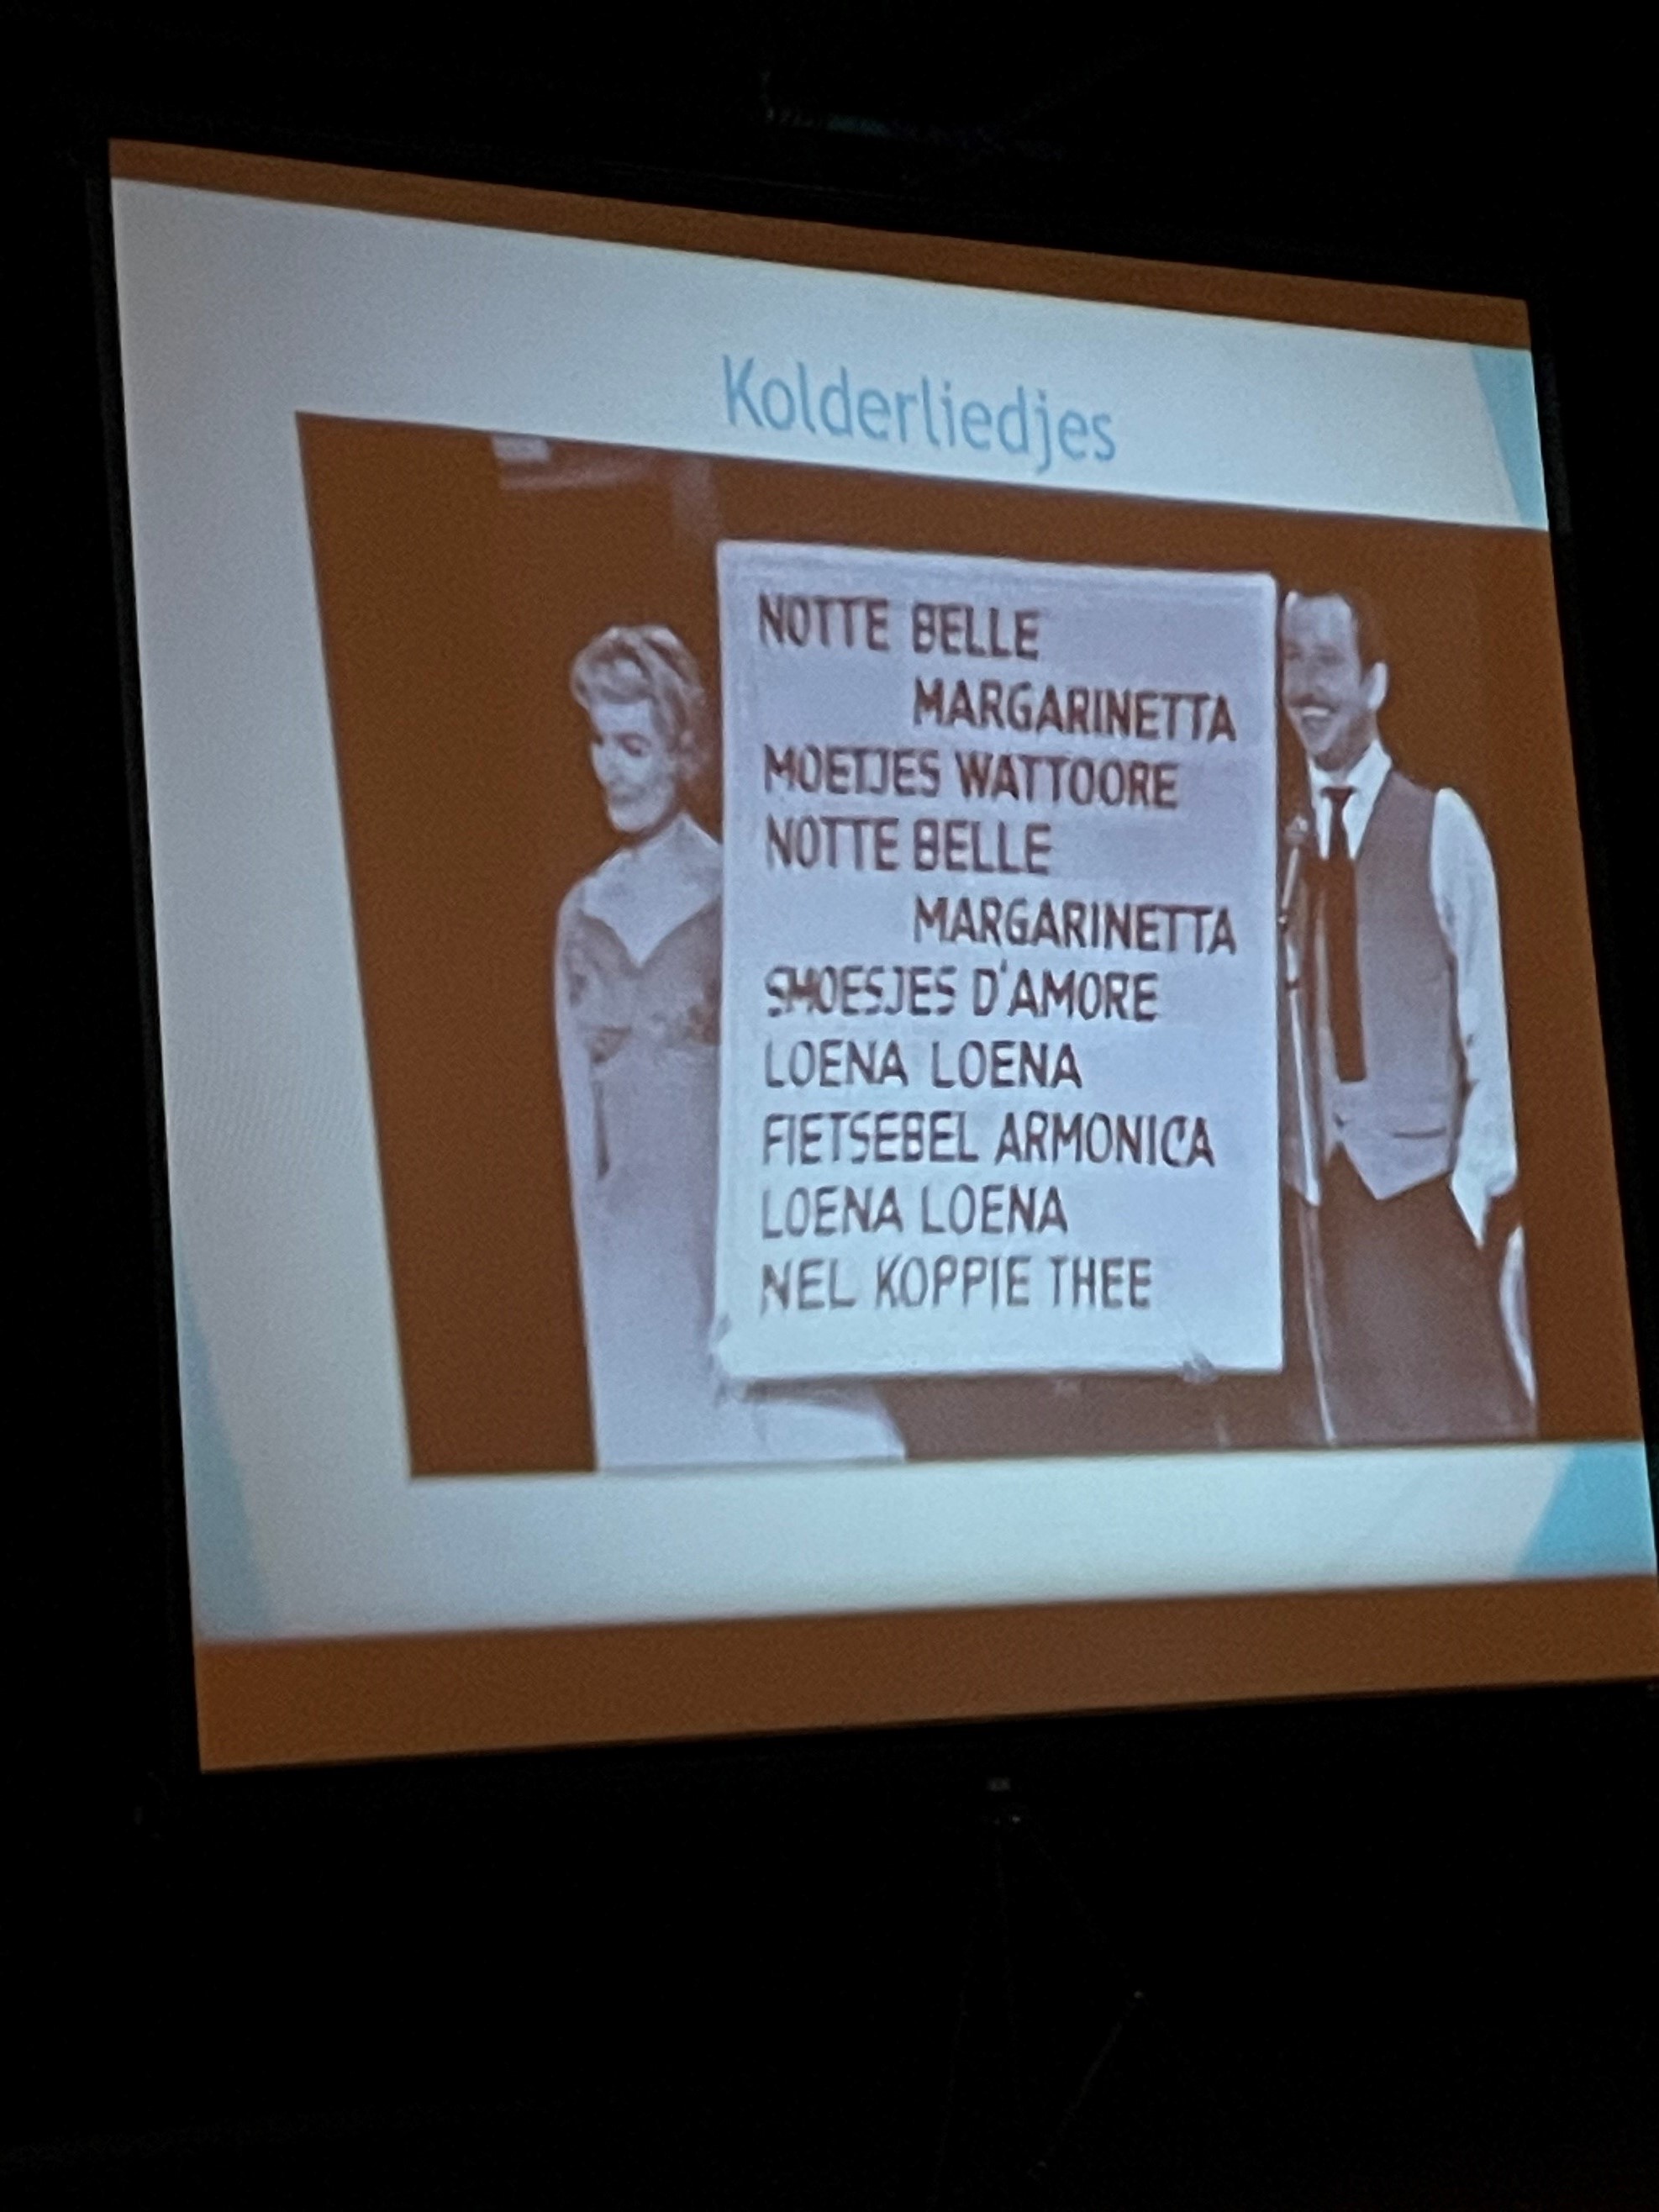 Kolderliedjes
NOTTE BELLE
MARGARINETTA
MOETJES WATTOORE
NOTTE BELLE
MARGARINETTA
SMOESJES D'AMORE
LOENA LOENA
FIETSEBEL ARMONICA
LOENA LOENA
NEL KOPPIE THEE